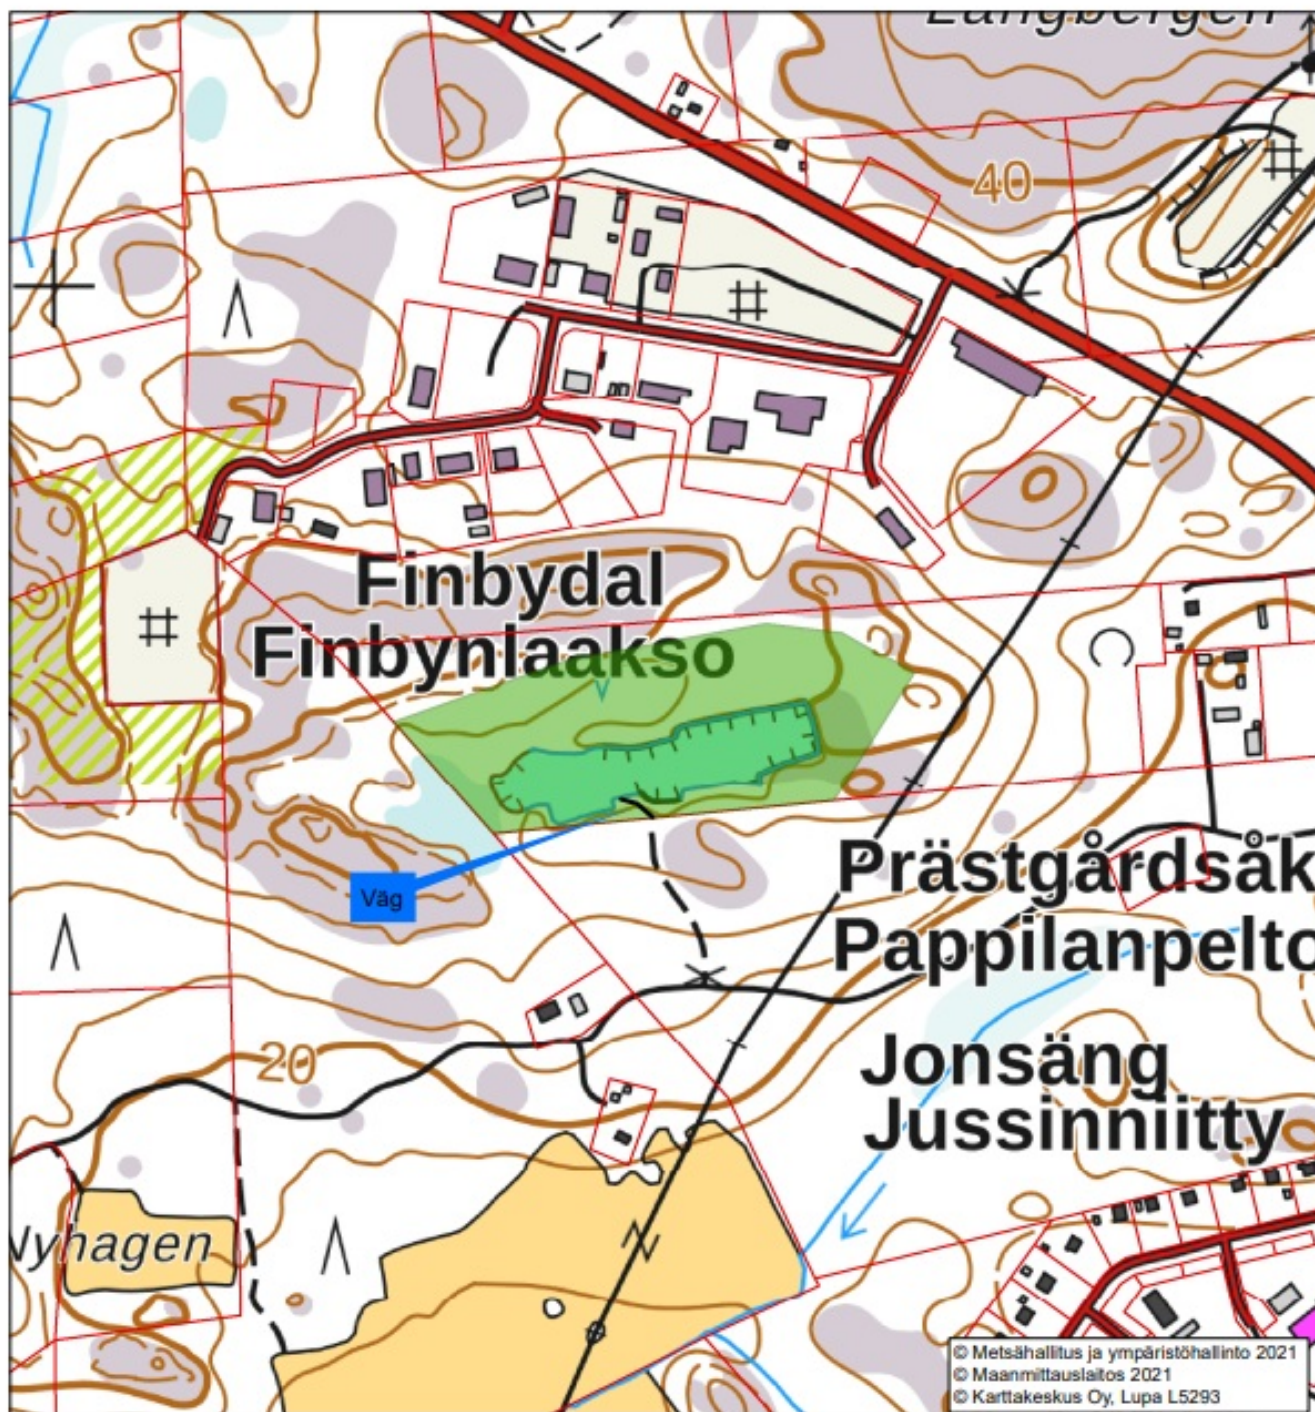 Långbergen
40
Finbydal
Finbynlaakso
Väg
Prästgårdsåk
Pappilanpelto
20
Jonsäng
Jussinniitty
Nyhagen
© Metsähallitus ja ympäristöhallinto 2021
© Maanmittauslaitos 2021
© Karttakeskus Oy, Lupa L5293